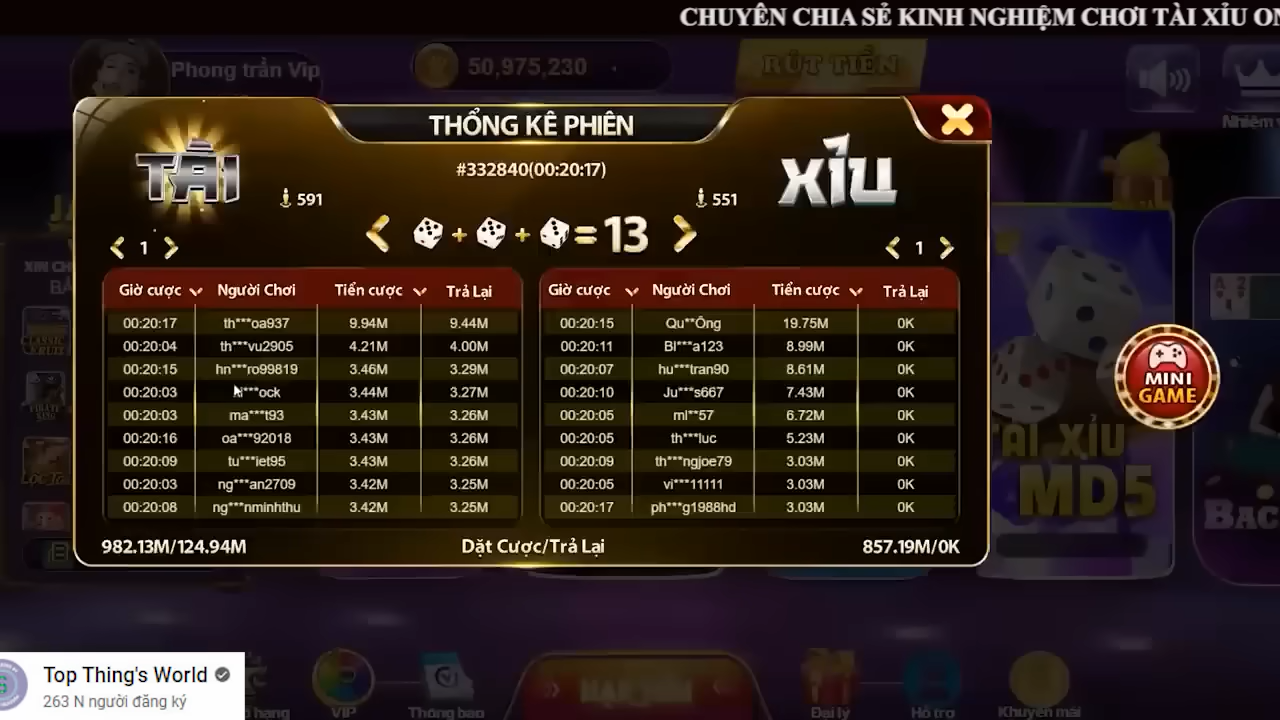 CHUYÊN CHIA SẺ KINH NGHIỆM CHƠI TÀI XỈU ON
Phong trần Vip
50,975,230
RÚT TIỀN
Nhiệm v
THỐNG KÊ PHIÊN
TÀI
XỈU
#332840(00:20:17)
591
551
+ + = 13
1
1
Giờ cược Người Chơi Tiền cược Trả Lại
00:20:17 th***oa937 9.94M 9.44M
00:20:04 th***vu2905 4.21M 4.00M
00:20:15 hn***ro99819 3.46M 3.29M
00:20:03 ***ock 3.44M 3.27M
00:20:03 ma***t93 3.43M 3.26M
00:20:16 oa***92018 3.43M 3.26M
00:20:09 tu***iet95 3.43M 3.26M
00:20:03 ng***an2709 3.42M 3.25M
00:20:08 ng***nminhthu 3.42M 3.25M
Giờ cược Người Chơi Tiền cược Trả Lại
00:20:15 Qu**Ông 19.75M 0K
00:20:11 Bl***a123 8.99M 0K
00:20:07 hu***tran90 8.61M 0K
00:20:10 Ju***s667 7.43M 0K
00:20:05 ml**57 6.72M 0K
00:20:05 th***luc 5.23M 0K
00:20:09 th***ngjoe79 3.03M 0K
00:20:05 vi***11111 3.03M 0K
00:20:17 ph***g1988hd 3.03M 0K
982.13M/124.94M
Đặt Cược/Trả Lại
857.19M/0K
MINI
GAME
TÀI XỈU
MD5
BAC
CLASSIC
Top Thing's World
263 N người đăng ký
VIP
Thông báo
Đại lý
Hỗ trợ
Khuyến mãi